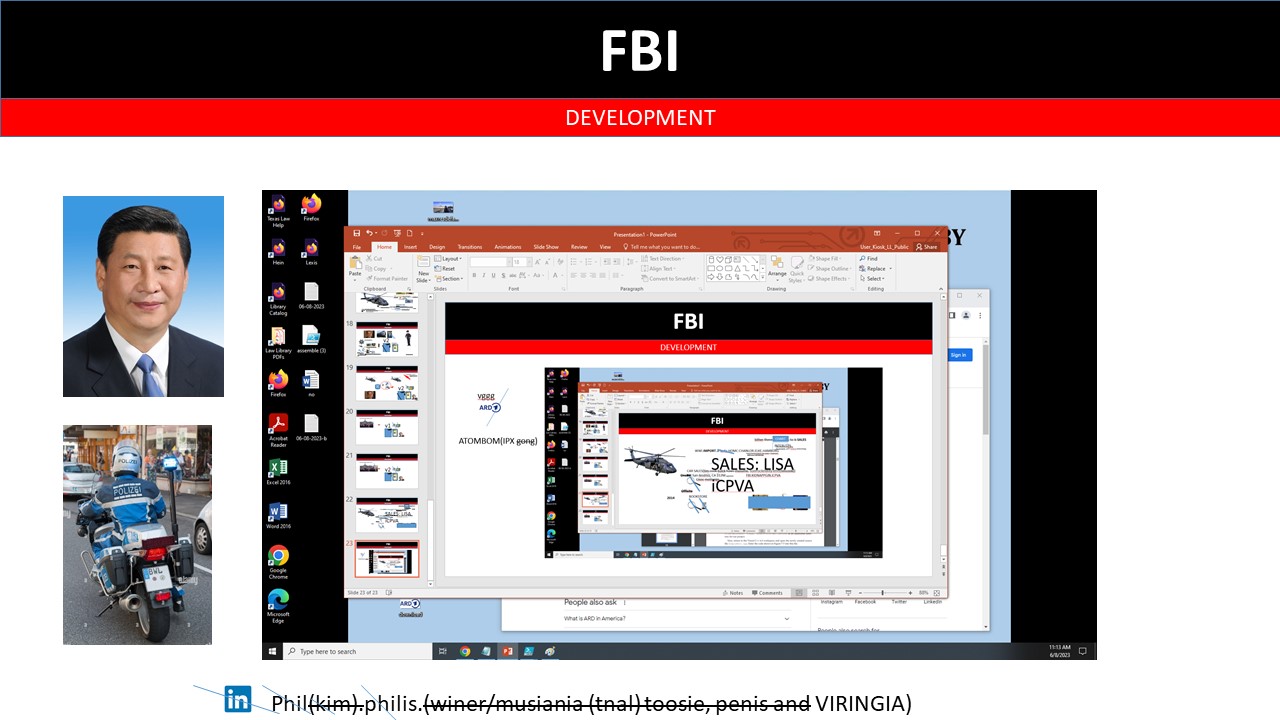 FBI
DEVELOPMENT
POLIZEI
POLIZEI
BWL
alamy
BY
Texas Law Help
Firefox
Hein
Lexis
Library Catalog
06-08-2023
Law Library PDFs
assemble (3)
Firefox
no
Acrobat Reader
06-08-2023-b
Excel 2016
Word 2016
Google Chrome
Microsoft Edge
Presentation1 - PowerPoint
File Home Insert Design Transitions Animations Slide Show Review View Tell me what you want to do... User_Kiosk_LL_Public Share
Paste Cut Copy Format Painter Clipboard
New Slide Layout Reset Section Slides
Font
Text Direction Align Text Convert to SmartArt Paragraph
Arrange Quick Styles Shape Fill Shape Outline Shape Effects Drawing
Find Replace Select Editing
18
19
20
21
22
23
FBI
DEVELOPMENT
yggg
ARD
ATOMBOM(IPX gong)
FBI
DEVELOPMENT
SALES: LISA
iCPVA
Sign in
Slide 23 of 23
Notes Comments 80%
ARD
download
People also ask
What is ARD in America?
Instagram Facebook Twitter LinkedIn
People also search for
Type here to search
11:13 AM
6/8/2023
in
Phil(kim).philis.(winer/musiania (tnal) toosie, penis and VIRINGIA)